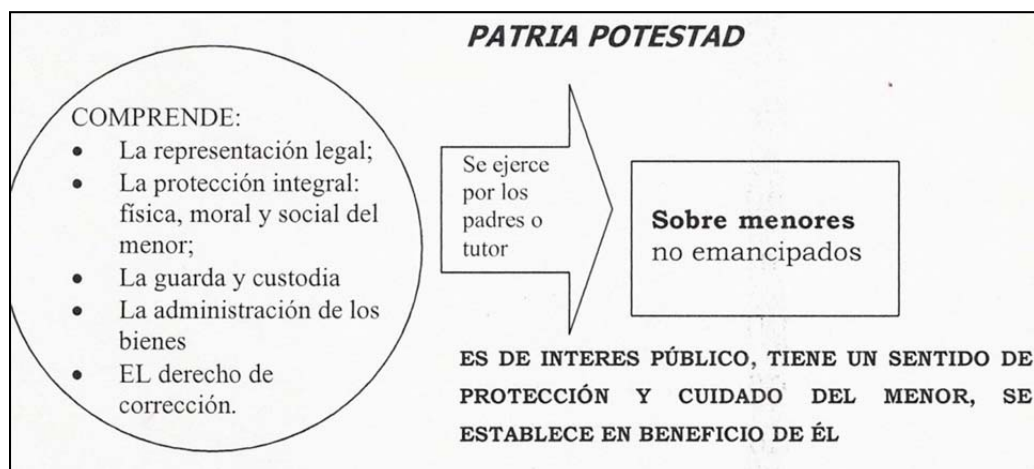 PATRIA POTESTAD
COMPRENDE:
• La representación legal;
• La protección integral:
física, moral y social del
menor;
• La guarda y custodia
• La administración de los
bienes
• EL derecho de
corrección.
Se ejerce
por los
padres o
tutor
Sobre menores
no emancipados
ES DE INTERES PÚBLICO, TIENE UN SENTIDO DE
PROTECCIÓN Y CUIDADO DEL MENOR, SE
ESTABLECE EN BENEFICIO DE ÉL